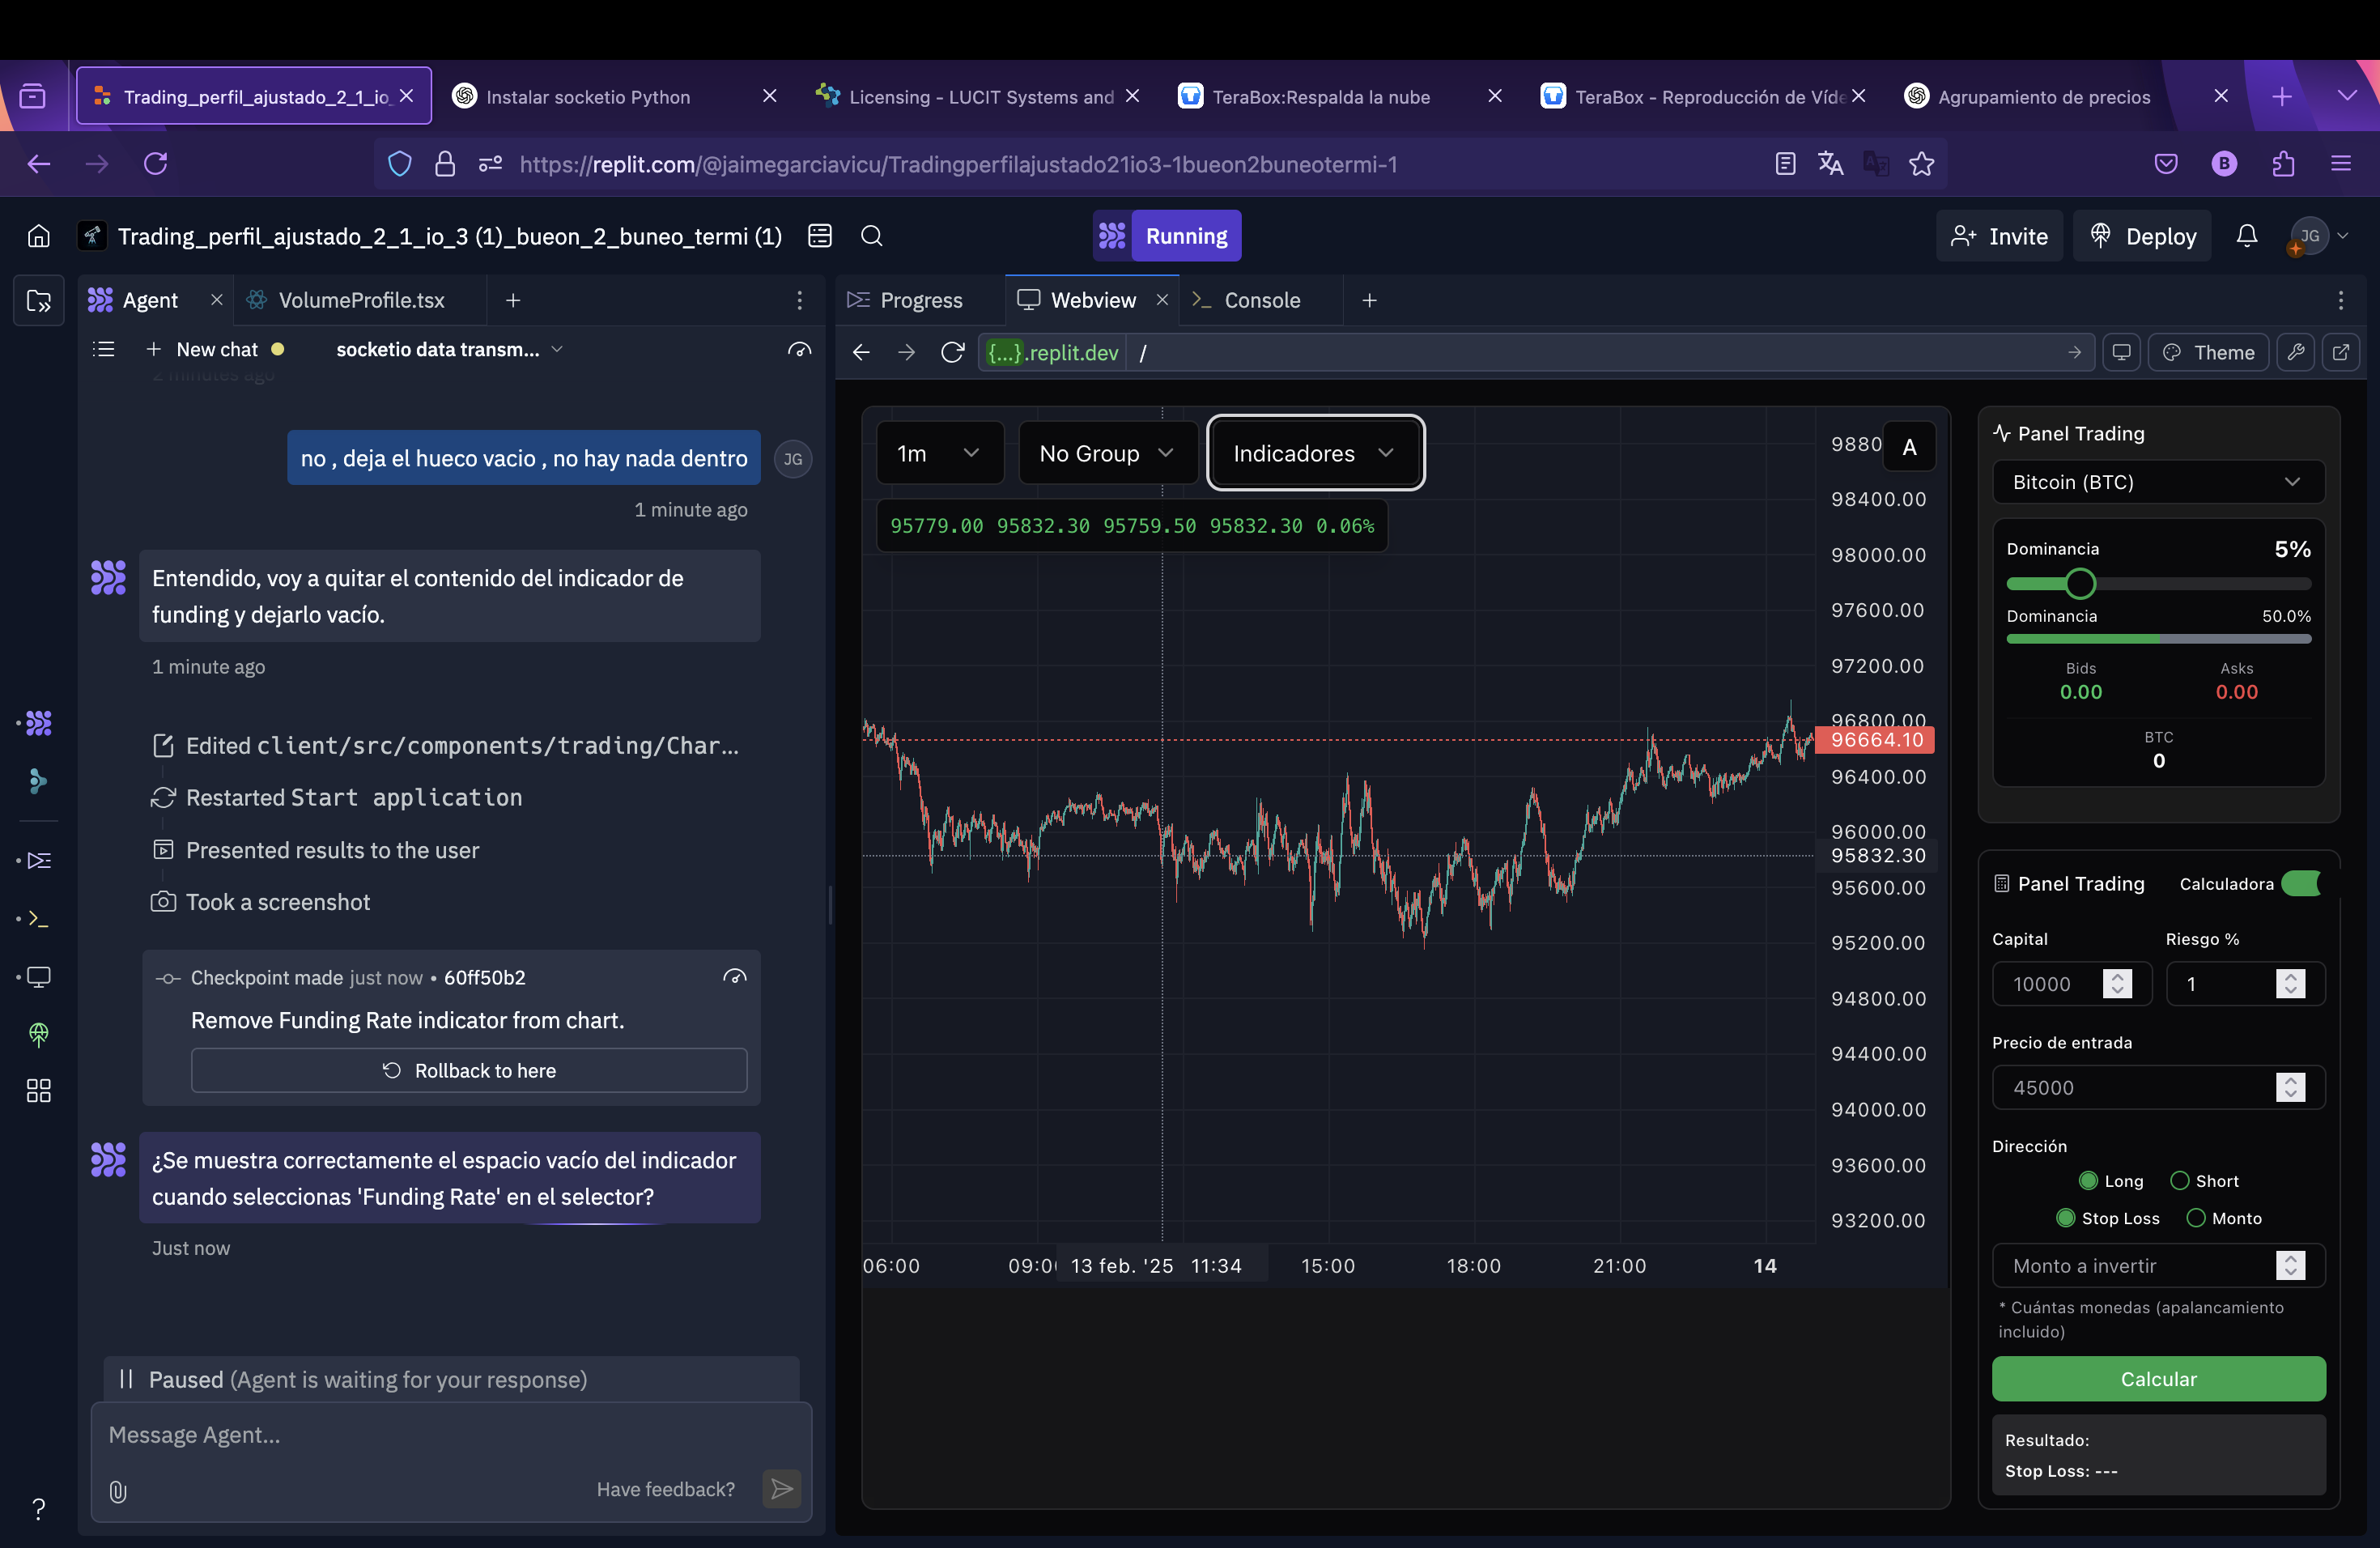 Trading_perfil_ajustado_2_1_io_
Instalar socketio Python
Licensing - LUCIT Systems and
TeraBox:Respalda la nube
TeraBox - Reproducción de Víde
Agrupamiento de precios
https://replit.com/@jaimegarciavicu/Tradingperfilajustado21io3-1bueon2buneotermi-1
B
Trading_perfil_ajustado_2_1_io_3 (1)_bueon_2_buneo_termi (1)
Running
Invite
Deploy
JG
Agent
VolumeProfile.tsx
Progress
Webview
Console
New chat
socketio data transm...
{...}.replit.dev
/
Theme
2 minutes ago
no , deja el hueco vacio , no hay nada dentro
JG
1 minute ago
Entendido, voy a quitar el contenido del indicador de
funding y dejarlo vacío.
1 minute ago
Edited client/src/components/trading/Char...
Restarted Start application
Presented results to the user
Took a screenshot
Checkpoint made just now • 60ff50b2
Remove Funding Rate indicator from chart.
Rollback to here
¿Se muestra correctamente el espacio vacío del indicador
cuando seleccionas 'Funding Rate' en el selector?
Just now
Paused (Agent is waiting for your response)
Message Agent...
Have feedback?
?
1m
No Group
Indicadores
A
95779.00 95832.30 95759.50 95832.30 0.06%
9880
98400.00
98000.00
97600.00
97200.00
96800.00
96664.10
96400.00
96000.00
95832.30
95600.00
95200.00
94800.00
94400.00
94000.00
93600.00
93200.00
06:00
09:0
13 feb. '25 11:34
15:00
18:00
21:00
14
Panel Trading
Bitcoin (BTC)
Dominancia
5%
Dominancia
50.0%
Bids
Asks
0.00
0.00
BTC
0
Panel Trading
Calculadora
Capital
Riesgo %
10000
1
Precio de entrada
45000
Dirección
Long
Short
Stop Loss
Monto
Monto a invertir
* Cuántas monedas (apalancamiento
incluido)
Calcular
Resultado:
Stop Loss: ---